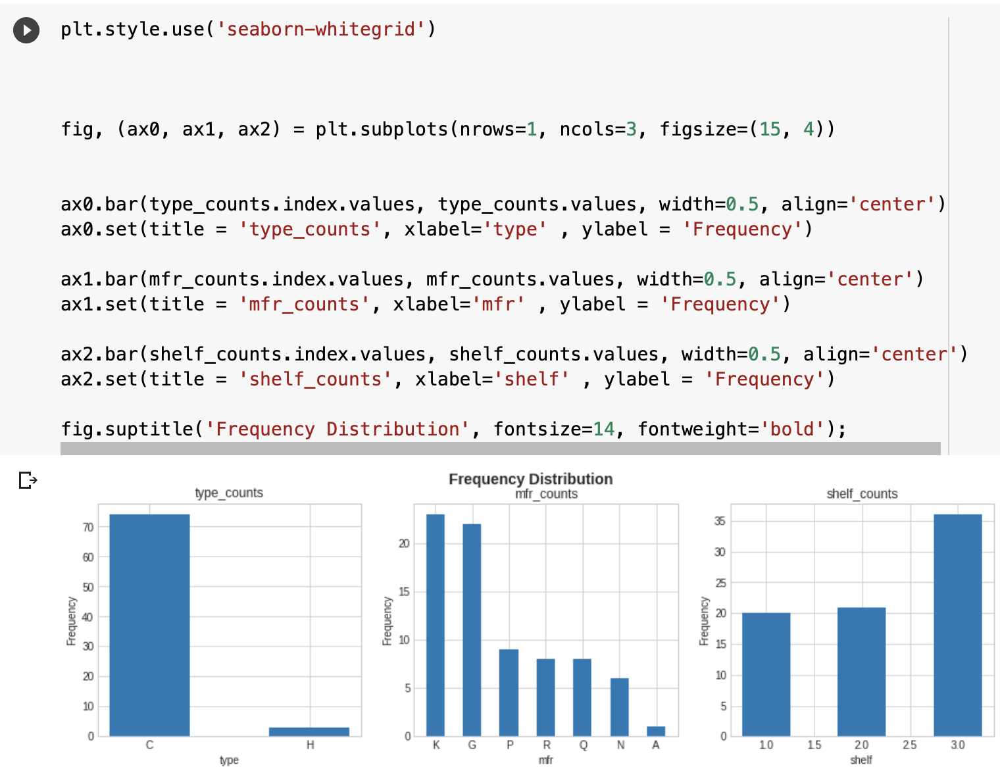 plt.style.use('seaborn-whitegrid')
fig, (ax0, ax1, ax2) = plt.subplots(nrows=1, ncols=3, figsize=(15, 4))
ax0.bar(type_counts.index.values, type_counts.values, width=0.5, align='center')
ax0.set(title = 'type_counts', xlabel='type' , ylabel = 'Frequency')
ax1.bar(mfr_counts.index.values, mfr_counts.values, width=0.5, align='center')
ax1.set(title = 'mfr_counts', xlabel='mfr' , ylabel = 'Frequency')
ax2.bar(shelf_counts.index.values, shelf_counts.values, width=0.5, align='center')
ax2.set(title = 'shelf_counts', xlabel='shelf' , ylabel = 'Frequency')
fig.suptitle('Frequency Distribution', fontsize=14, fontweight='bold');
Frequency Distribution
type_counts
70
60
50
40
30
20
10
0
Frequency
C H
type
mfr_counts
20
15
10
5
0
Frequency
K G P R Q N A
mfr
shelf_counts
35
30
25
20
15
10
5
0
Frequency
1.0 1.5 2.0 2.5 3.0
shelf